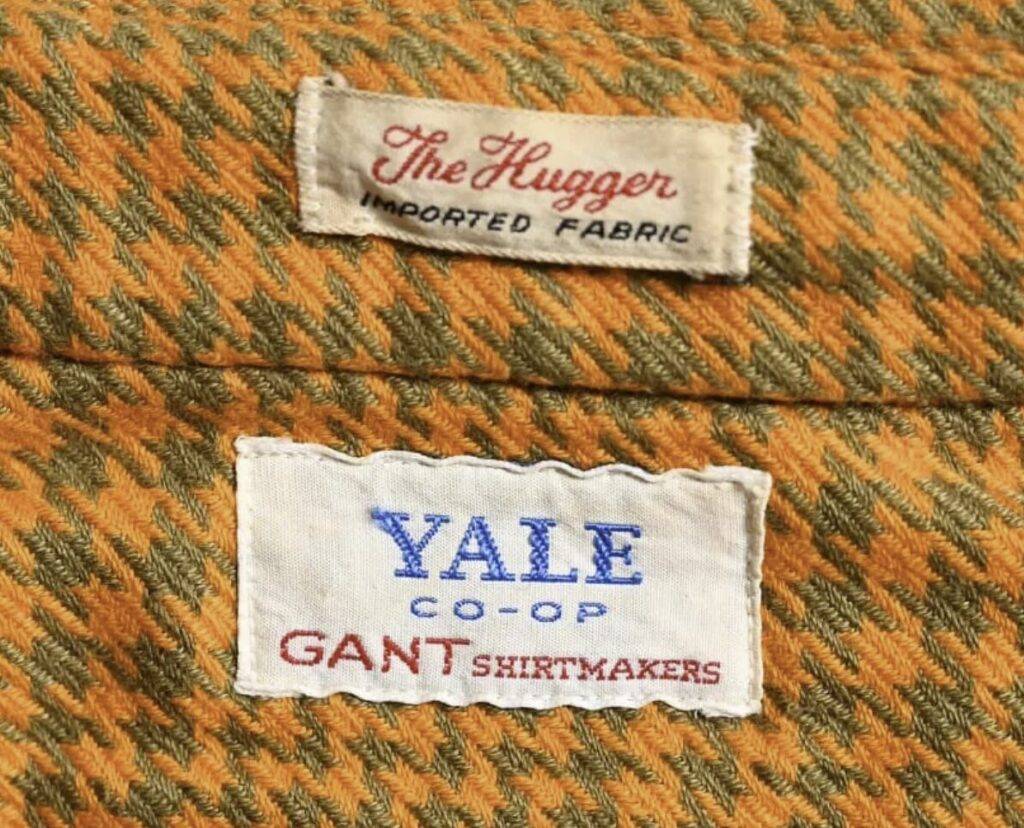 The Hugger
IMPORTED FABRIC
YALE
CO-OP
GANT SHIRTMAKERS